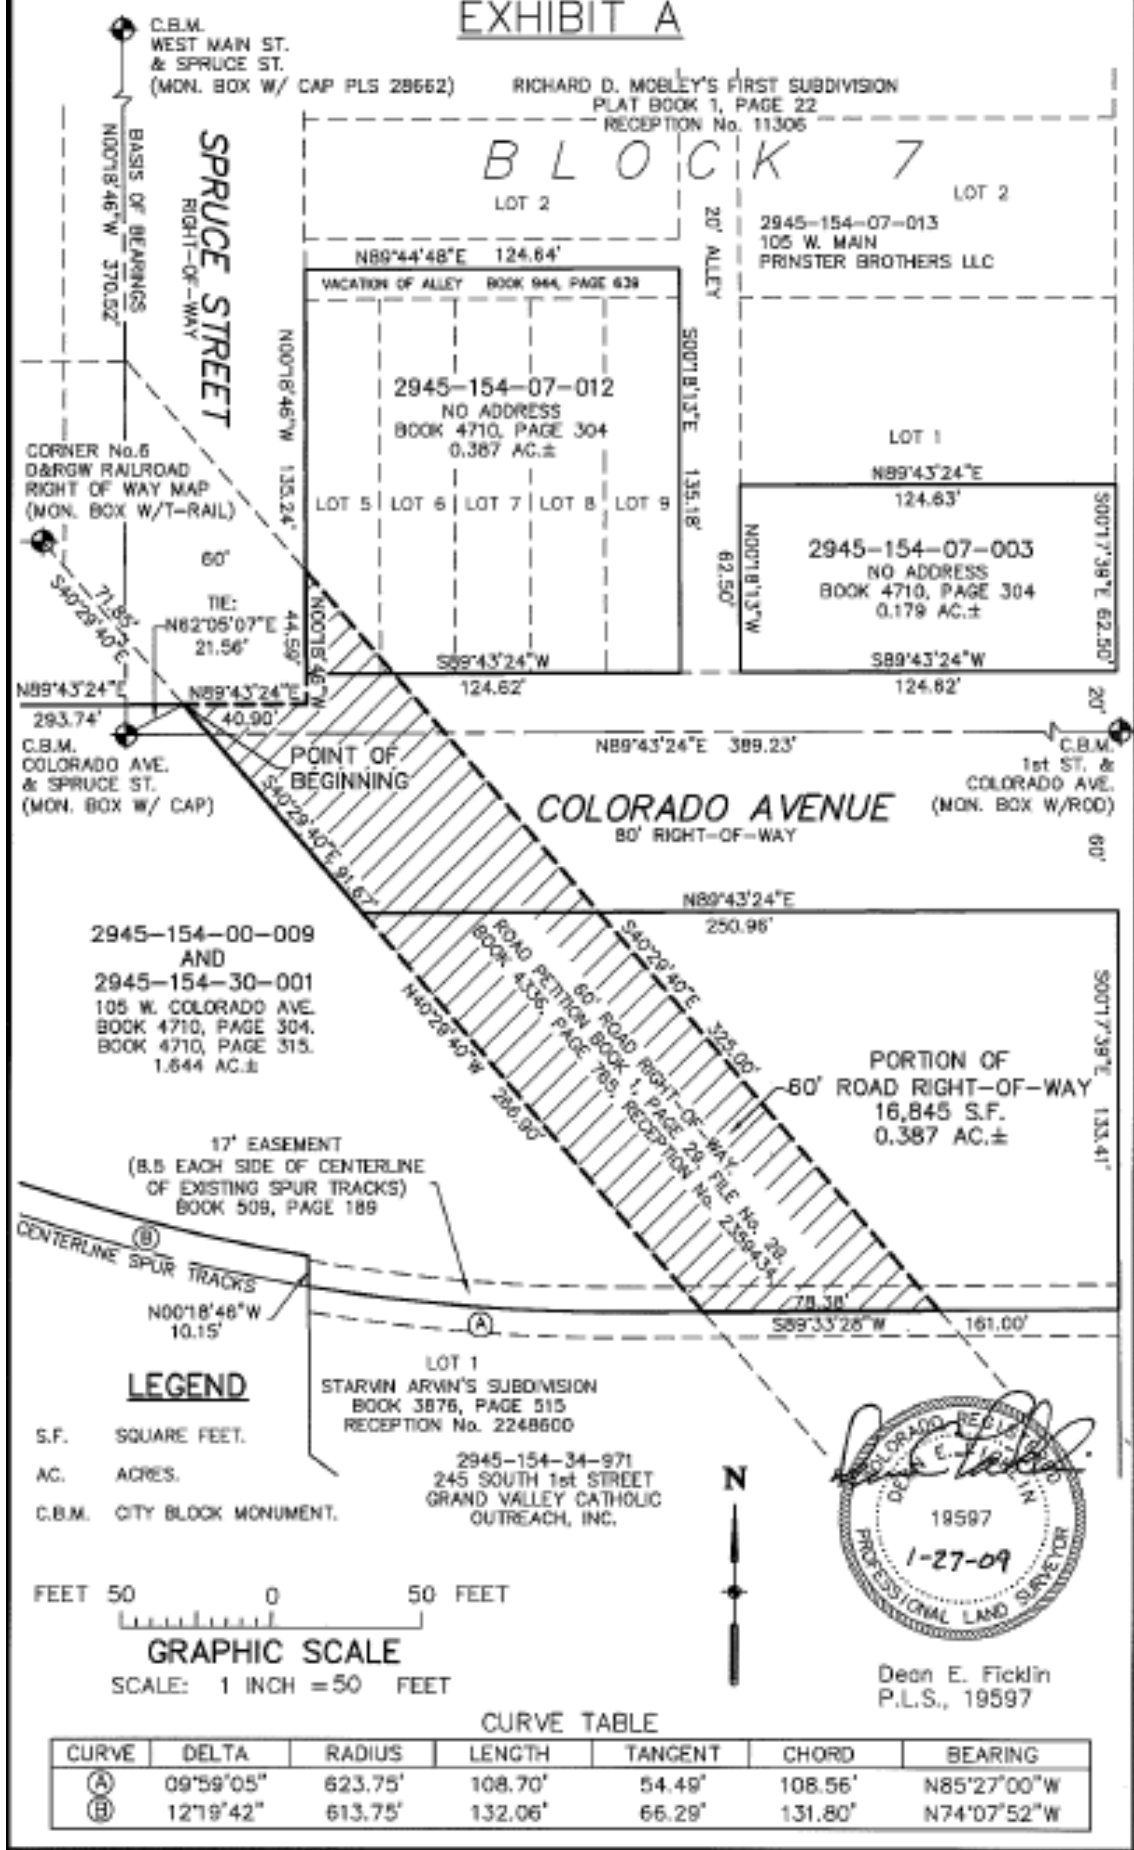 EXHIBIT A
C.B.M.
WEST MAIN ST.
& SPRUCE ST.
(MON. BOX W/ CAP PLS 28662)
RICHARD D. MOBLEY'S FIRST SUBDIVISION
PLAT BOOK 1, PAGE 22
RECEPTION No. 11306
BLOCK 7
BASIS OF BEARINGS
N00°18'46"W 370.52'
SPRUCE STREET
RIGHT-OF-WAY
LOT 2
20' ALLEY
LOT 2
2945-154-07-013
105 W. MAIN
PRINSTER BROTHERS LLC
N89°44'48"E 124.64'
VACATION OF ALLEY BOOK 944, PAGE 639
N00°18'46"W 135.24'
2945-154-07-012
NO ADDRESS
BOOK 4710, PAGE 304
0.387 AC.±
LOT 5
LOT 6
LOT 7
LOT 8
LOT 9
S00°18'13"E 135.18'
S89°43'24"W
124.62'
LOT 1
N89°43'24"E
124.63'
2945-154-07-003
NO ADDRESS
BOOK 4710, PAGE 304
0.179 AC.±
N00°18'13"W
62.50'
S00°17'39"E 62.50'
S89°43'24"W
124.62'
CORNER No.6
D&RGW RAILROAD
RIGHT OF WAY MAP
(MON. BOX W/T-RAIL)
60'
71.85'
S40°29'40"E
TIE:
N62°05'07"E
21.56'
44.59'
N00°18'46"W
N89°43'24"E
293.74'
N89°43'24"E
40.90'
C.B.M.
COLORADO AVE.
& SPRUCE ST.
(MON. BOX W/ CAP)
POINT OF
BEGINNING
N89°43'24"E 389.23'
20'
C.B.M.
1st ST. &
COLORADO AVE.
(MON. BOX W/ROD)
60'
COLORADO AVENUE
80' RIGHT-OF-WAY
S40°29'40"E 91.67'
N89°43'24"E
250.96'
2945-154-00-009
AND
2945-154-30-001
105 W. COLORADO AVE.
BOOK 4710, PAGE 304.
BOOK 4710, PAGE 315.
1.644 AC.±
N40°29'40"W 266.90'
60' ROAD RIGHT-OF-WAY.
ROAD PETITION BOOK 1, PAGE 29, FILE No. 28.
BOOK 4336, PAGE 765, RECEPTION No. 2359434.
S40°29'40"E 325.00'
PORTION OF
60' ROAD RIGHT-OF-WAY
16,845 S.F.
0.387 AC.±
S00°17'39"E 133.41'
17' EASEMENT
(8.5 EACH SIDE OF CENTERLINE
OF EXISTING SPUR TRACKS)
BOOK 509, PAGE 189
B
CENTERLINE SPUR TRACKS
N00°18'46"W
10.15'
A
78.38'
S89°33'28"W
161.00'
LOT 1
STARVIN ARVIN'S SUBDIVISION
BOOK 3876, PAGE 515
RECEPTION No. 2248600
2945-154-34-971
245 SOUTH 1st STREET
GRAND VALLEY CATHOLIC
OUTREACH, INC.
LEGEND
S.F. SQUARE FEET.
AC. ACRES.
C.B.M. CITY BLOCK MONUMENT.
N
19597
1-27-09
PROFESSIONAL LAND SURVEYOR
Dean E. Ficklin
P.L.S., 19597
FEET 50 0 50 FEET
GRAPHIC SCALE
SCALE: 1 INCH = 50 FEET
CURVE TABLE
CURVE DELTA RADIUS LENGTH TANGENT CHORD BEARING
A 09°59'05" 623.75' 108.70' 54.49' 108.56' N85°27'00"W
B 12°19'42" 613.75' 132.06' 66.29' 131.80' N74°07'52"W